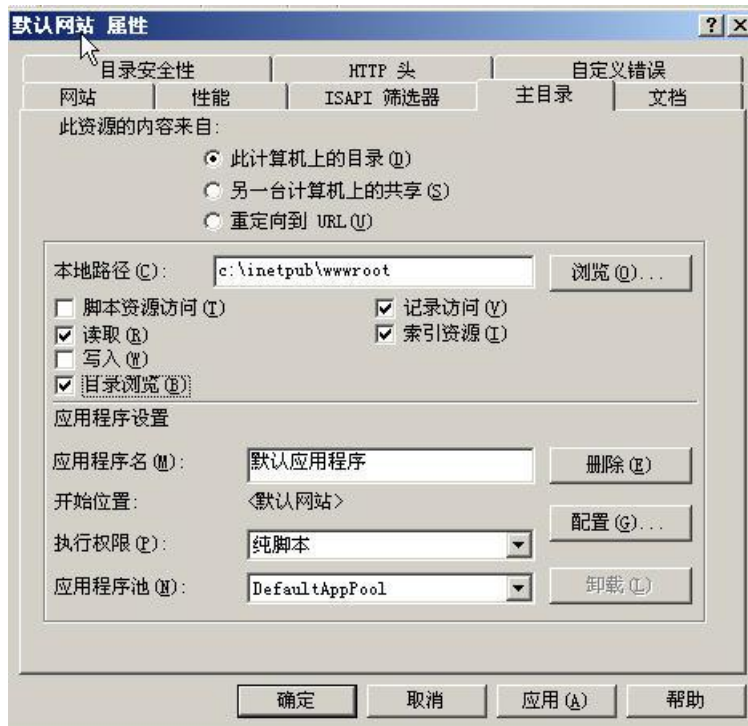 默认网站 属性
目录安全性 HTTP 头 自定义错误
网站 性能 ISAPI 筛选器 主目录 文档
此资源的内容来自:
此计算机上的目录(D)
另一台计算机上的共享(S)
重定向到 URL(U)
本地路径(C): c:\inetpub\wwwroot 浏览(O)...
脚本资源访问(T) 记录访问(V)
读取(R) 索引资源(I)
写入(W)
目录浏览(B)
应用程序设置
应用程序名(M): 默认应用程序 删除(E)
开始位置: <默认网站>
配置(G)...
执行权限(P): 纯脚本
应用程序池(N): DefaultAppPool 卸载(L)
确定 取消 应用(A) 帮助